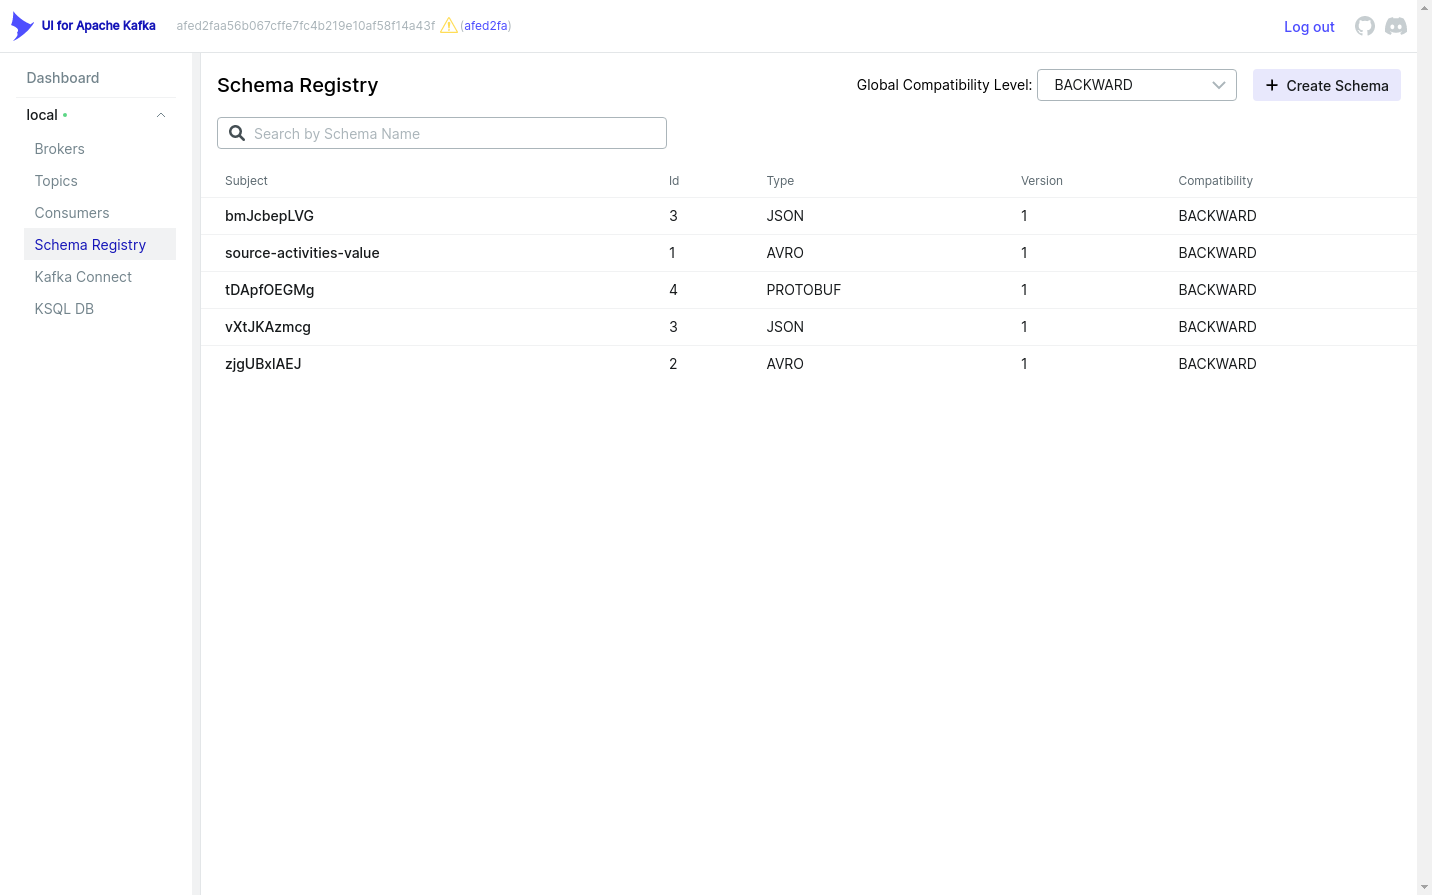 UI for Apache Kafka afed2faa56b067cffe7fc4b219e10af58f14a43f (afed2fa) Log out
Dashboard
local
Brokers
Topics
Consumers
Schema Registry
Kafka Connect
KSQL DB
Schema Registry Global Compatibility Level: BACKWARD Create Schema
Search by Schema Name
Subject Id Type Version Compatibility
bmJcbepLVG 3 JSON 1 BACKWARD
source-activities-value 1 AVRO 1 BACKWARD
tDApfOEGMg 4 PROTOBUF 1 BACKWARD
vXtJKAzmcg 3 JSON 1 BACKWARD
zjgUBxlAEJ 2 AVRO 1 BACKWARD